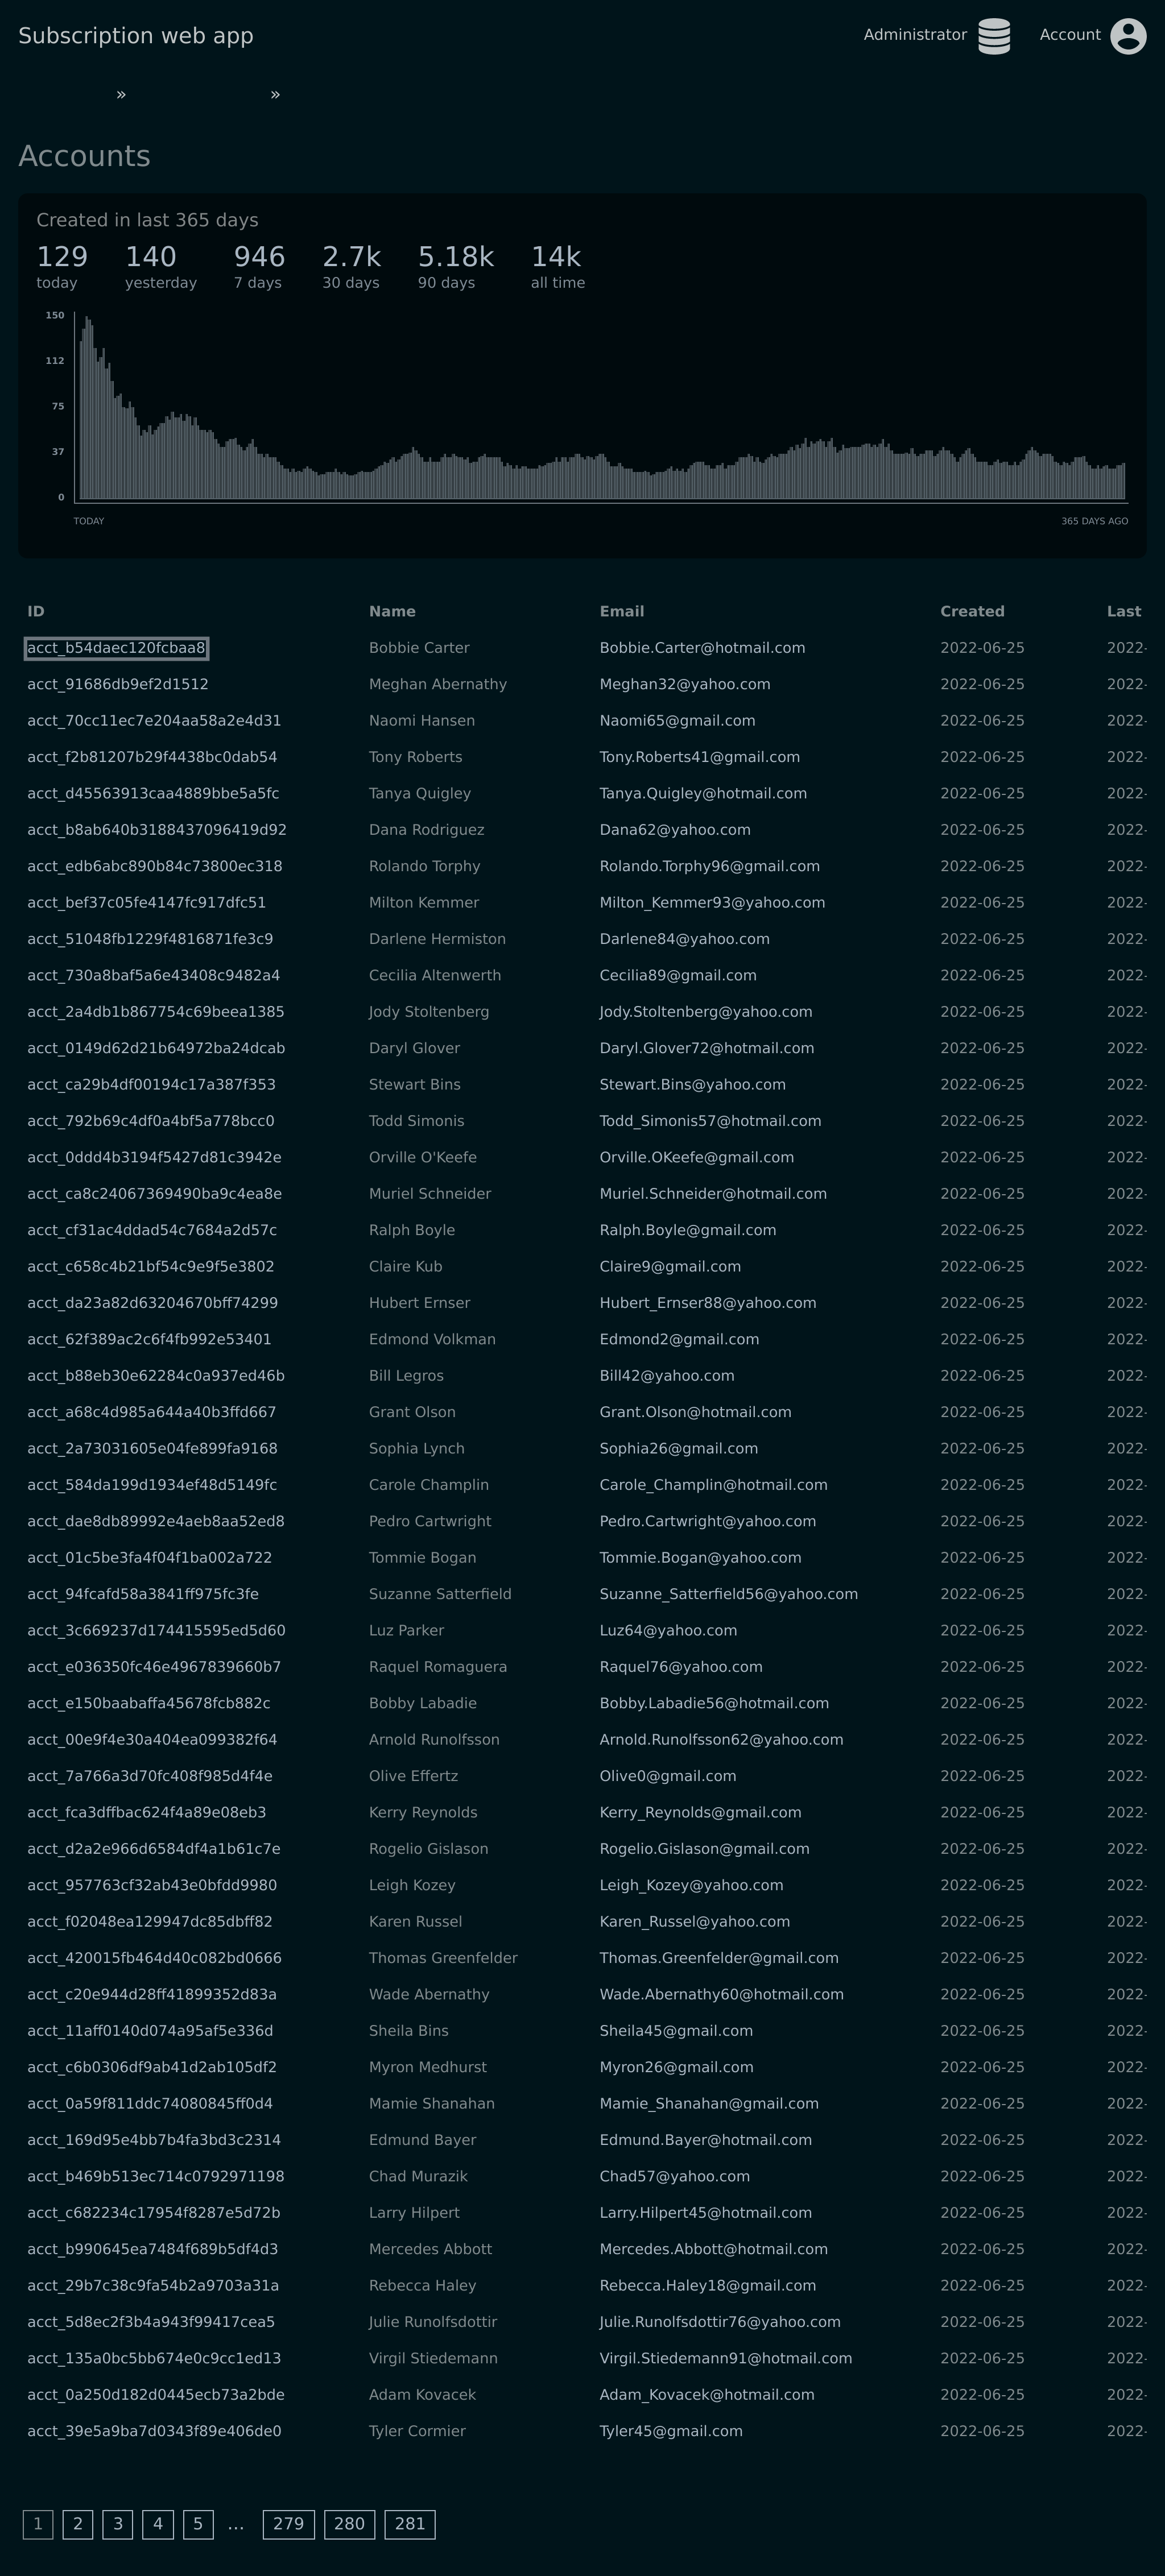 Subscription web app Administrator Account
» »
Accounts
Created in last 365 days
129 140 946 2.7k 5.18k 14k
today yesterday 7 days 30 days 90 days all time
150
112
75
37
0
TODAY 365 DAYS AGO
ID Name Email Created Last
acct_b54daec120fcbaa8 Bobbie Carter Bobbie.Carter@hotmail.com 2022-06-25 2022-
acct_91686db9ef2d1512 Meghan Abernathy Meghan32@yahoo.com 2022-06-25 2022-
acct_70cc11ec7e204aa58a2e4d31 Naomi Hansen Naomi65@gmail.com 2022-06-25 2022-
acct_f2b81207b29f4438bc0dab54 Tony Roberts Tony.Roberts41@gmail.com 2022-06-25 2022-
acct_d45563913caa4889bbe5a5fc Tanya Quigley Tanya.Quigley@hotmail.com 2022-06-25 2022-
acct_b8ab640b3188437096419d92 Dana Rodriguez Dana62@yahoo.com 2022-06-25 2022-
acct_edb6abc890b84c73800ec318 Rolando Torphy Rolando.Torphy96@gmail.com 2022-06-25 2022-
acct_bef37c05fe4147fc917dfc51 Milton Kemmer Milton_Kemmer93@yahoo.com 2022-06-25 2022-
acct_51048fb1229f4816871fe3c9 Darlene Hermiston Darlene84@yahoo.com 2022-06-25 2022-
acct_730a8baf5a6e43408c9482a4 Cecilia Altenwerth Cecilia89@gmail.com 2022-06-25 2022-
acct_2a4db1b867754c69beea1385 Jody Stoltenberg Jody.Stoltenberg@yahoo.com 2022-06-25 2022-
acct_0149d62d21b64972ba24dcab Daryl Glover Daryl.Glover72@hotmail.com 2022-06-25 2022-
acct_ca29b4df00194c17a387f353 Stewart Bins Stewart.Bins@yahoo.com 2022-06-25 2022-
acct_792b69c4df0a4bf5a778bcc0 Todd Simonis Todd_Simonis57@hotmail.com 2022-06-25 2022-
acct_0ddd4b3194f5427d81c3942e Orville O'Keefe Orville.OKeefe@gmail.com 2022-06-25 2022-
acct_ca8c24067369490ba9c4ea8e Muriel Schneider Muriel.Schneider@hotmail.com 2022-06-25 2022-
acct_cf31ac4ddad54c7684a2d57c Ralph Boyle Ralph.Boyle@gmail.com 2022-06-25 2022-
acct_c658c4b21bf54c9e9f5e3802 Claire Kub Claire9@gmail.com 2022-06-25 2022-
acct_da23a82d63204670bff74299 Hubert Ernser Hubert_Ernser88@yahoo.com 2022-06-25 2022-
acct_62f389ac2c6f4fb992e53401 Edmond Volkman Edmond2@gmail.com 2022-06-25 2022-
acct_b88eb30e62284c0a937ed46b Bill Legros Bill42@yahoo.com 2022-06-25 2022-
acct_a68c4d985a644a40b3ffd667 Grant Olson Grant.Olson@hotmail.com 2022-06-25 2022-
acct_2a73031605e04fe899fa9168 Sophia Lynch Sophia26@gmail.com 2022-06-25 2022-
acct_584da199d1934ef48d5149fc Carole Champlin Carole_Champlin@hotmail.com 2022-06-25 2022-
acct_dae8db89992e4aeb8aa52ed8 Pedro Cartwright Pedro.Cartwright@yahoo.com 2022-06-25 2022-
acct_01c5be3fa4f04f1ba002a722 Tommie Bogan Tommie.Bogan@yahoo.com 2022-06-25 2022-
acct_94fcafd58a3841ff975fc3fe Suzanne Satterfield Suzanne_Satterfield56@yahoo.com 2022-06-25 2022-
acct_3c669237d174415595ed5d60 Luz Parker Luz64@yahoo.com 2022-06-25 2022-
acct_e036350fc46e4967839660b7 Raquel Romaguera Raquel76@yahoo.com 2022-06-25 2022-
acct_e150baabaffa45678fcb882c Bobby Labadie Bobby.Labadie56@hotmail.com 2022-06-25 2022-
acct_00e9f4e30a404ea099382f64 Arnold Runolfsson Arnold.Runolfsson62@yahoo.com 2022-06-25 2022-
acct_7a766a3d70fc408f985d4f4e Olive Effertz Olive0@gmail.com 2022-06-25 2022-
acct_fca3dffbac624f4a89e08eb3 Kerry Reynolds Kerry_Reynolds@gmail.com 2022-06-25 2022-
acct_d2a2e966d6584df4a1b61c7e Rogelio Gislason Rogelio.Gislason@gmail.com 2022-06-25 2022-
acct_957763cf32ab43e0bfdd9980 Leigh Kozey Leigh_Kozey@yahoo.com 2022-06-25 2022-
acct_f02048ea129947dc85dbff82 Karen Russel Karen_Russel@yahoo.com 2022-06-25 2022-
acct_420015fb464d40c082bd0666 Thomas Greenfelder Thomas.Greenfelder@gmail.com 2022-06-25 2022-
acct_c20e944d28ff41899352d83a Wade Abernathy Wade.Abernathy60@hotmail.com 2022-06-25 2022-
acct_11aff0140d074a95af5e336d Sheila Bins Sheila45@gmail.com 2022-06-25 2022-
acct_c6b0306df9ab41d2ab105df2 Myron Medhurst Myron26@gmail.com 2022-06-25 2022-
acct_0a59f811ddc74080845ff0d4 Mamie Shanahan Mamie_Shanahan@gmail.com 2022-06-25 2022-
acct_169d95e4bb7b4fa3bd3c2314 Edmund Bayer Edmund.Bayer@hotmail.com 2022-06-25 2022-
acct_b469b513ec714c0792971198 Chad Murazik Chad57@yahoo.com 2022-06-25 2022-
acct_c682234c17954f8287e5d72b Larry Hilpert Larry.Hilpert45@hotmail.com 2022-06-25 2022-
acct_b990645ea7484f689b5df4d3 Mercedes Abbott Mercedes.Abbott@hotmail.com 2022-06-25 2022-
acct_29b7c38c9fa54b2a9703a31a Rebecca Haley Rebecca.Haley18@gmail.com 2022-06-25 2022-
acct_5d8ec2f3b4a943f99417cea5 Julie Runolfsdottir Julie.Runolfsdottir76@yahoo.com 2022-06-25 2022-
acct_135a0bc5bb674e0c9cc1ed13 Virgil Stiedemann Virgil.Stiedemann91@hotmail.com 2022-06-25 2022-
acct_0a250d182d0445ecb73a2bde Adam Kovacek Adam_Kovacek@hotmail.com 2022-06-25 2022-
acct_39e5a9ba7d0343f89e406de0 Tyler Cormier Tyler45@gmail.com 2022-06-25 2022-
1 2 3 4 5 … 279 280 281